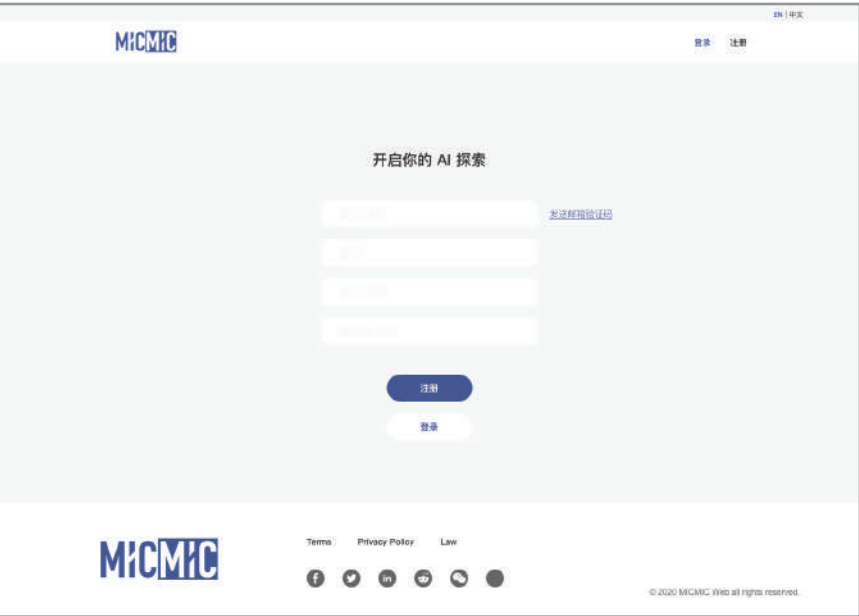 EN | 中文
MICMIC
登录 注册
开启你的 AI 探索
发送邮箱验证码
注册
登录
MICMIC
Terms Privacy Policy Law
© 2020 MICMIC Web all rights reserved.